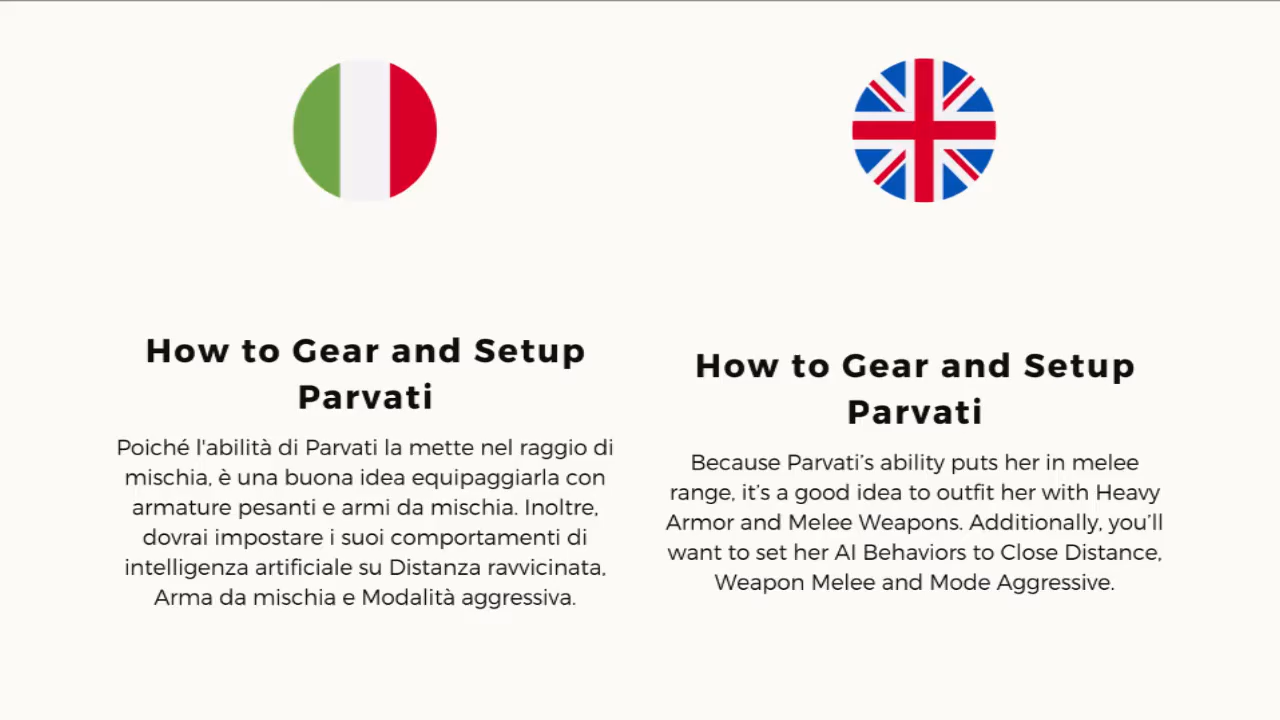 How to Gear and Setup
Parvati
Poiché l'abilità di Parvati la mette nel raggio di
mischia, è una buona idea equipaggiarla con
armature pesanti e armi da mischia. Inoltre,
dovrai impostare i suoi comportamenti di
intelligenza artificiale su Distanza ravvicinata,
Arma da mischia e Modalità aggressiva.
How to Gear and Setup
Parvati
Because Parvati’s ability puts her in melee
range, it’s a good idea to outfit her with Heavy
Armor and Melee Weapons. Additionally, you’ll
want to set her AI Behaviors to Close Distance,
Weapon Melee and Mode Aggressive.